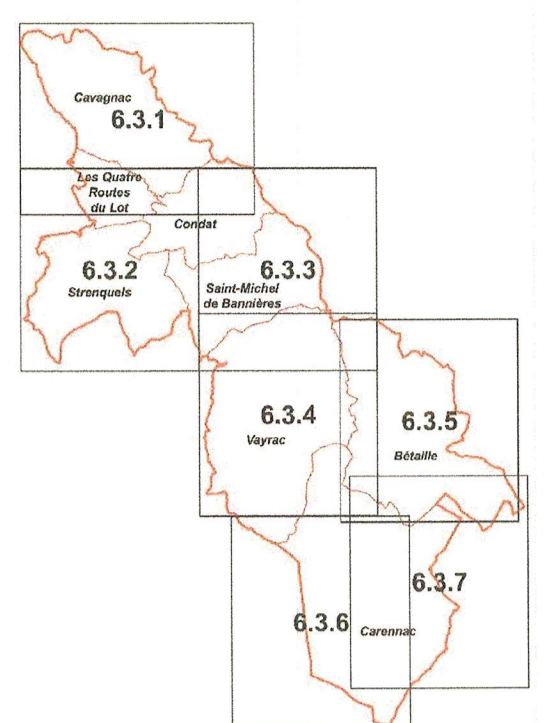 Cavagnac
6.3.1
Les Quatre
Routes
du Lot
Condat
6.3.2
Strenquels
6.3.3
Saint-Michel
de Bannières
6.3.4
Vayrac
6.3.5
Bétaille
6.3.7
6.3.6
Carennac